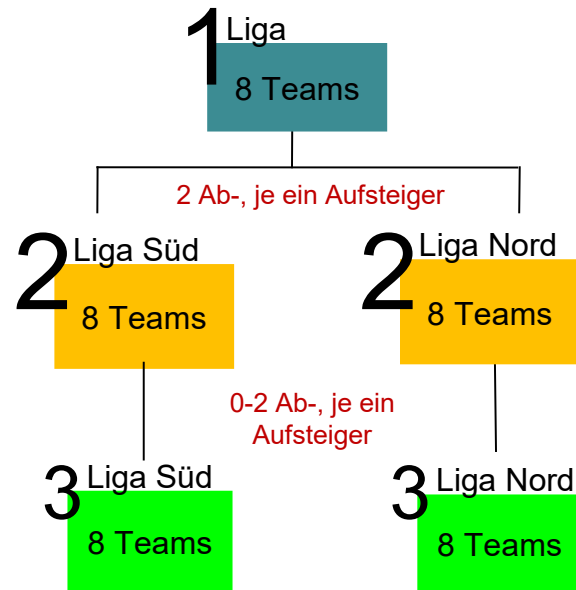 1 Liga
8 Teams
2 Ab-, je ein Aufsteiger
2 Liga Süd
8 Teams
2 Liga Nord
8 Teams
0-2 Ab-, je ein
Aufsteiger
3 Liga Süd
8 Teams
3 Liga Nord
8 Teams